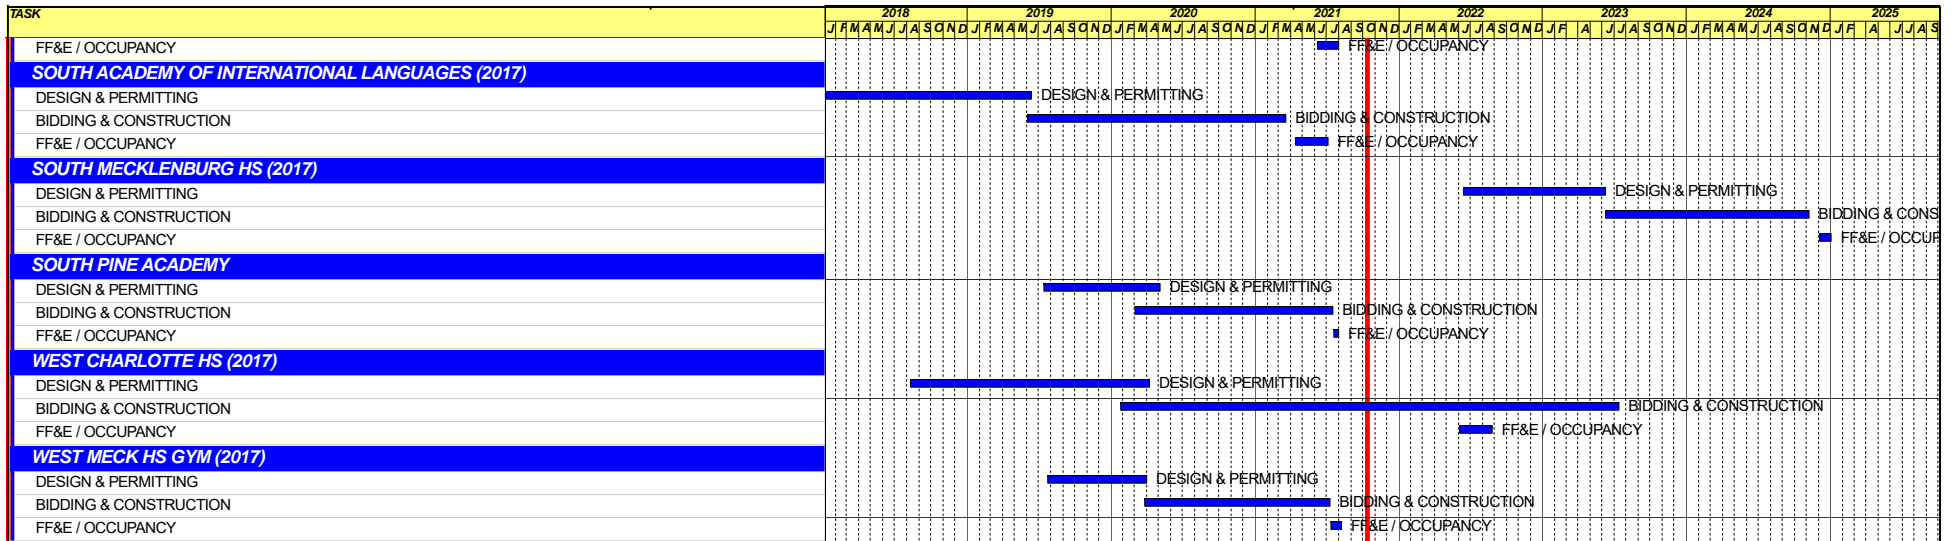 TASK 2018 2019 2020 2021 2022 2023 2024 2025
J F M A M J J A S O N D J F M A M J J A S O N D J F M A M J J A S O N D J F M A M J J A S O N D J F M A M J J A S O N D J F A J J A S O N D J F M A M J J A S O N D J F A J J A S
FF&E / OCCUPANCY FF&E / OCCUPANCY
SOUTH ACADEMY OF INTERNATIONAL LANGUAGES (2017)
DESIGN & PERMITTING DESIGN & PERMITTING
BIDDING & CONSTRUCTION BIDDING & CONSTRUCTION
FF&E / OCCUPANCY FF&E / OCCUPANCY
SOUTH MECKLENBURG HS (2017)
DESIGN & PERMITTING DESIGN & PERMITTING
BIDDING & CONSTRUCTION BIDDING & CONS
FF&E / OCCUPANCY FF&E / OCCUP
SOUTH PINE ACADEMY
DESIGN & PERMITTING DESIGN & PERMITTING
BIDDING & CONSTRUCTION BIDDING & CONSTRUCTION
FF&E / OCCUPANCY FF&E / OCCUPANCY
WEST CHARLOTTE HS (2017)
DESIGN & PERMITTING DESIGN & PERMITTING
BIDDING & CONSTRUCTION BIDDING & CONSTRUCTION
FF&E / OCCUPANCY FF&E / OCCUPANCY
WEST MECK HS GYM (2017)
DESIGN & PERMITTING DESIGN & PERMITTING
BIDDING & CONSTRUCTION BIDDING & CONSTRUCTION
FF&E / OCCUPANCY FF&E / OCCUPANCY